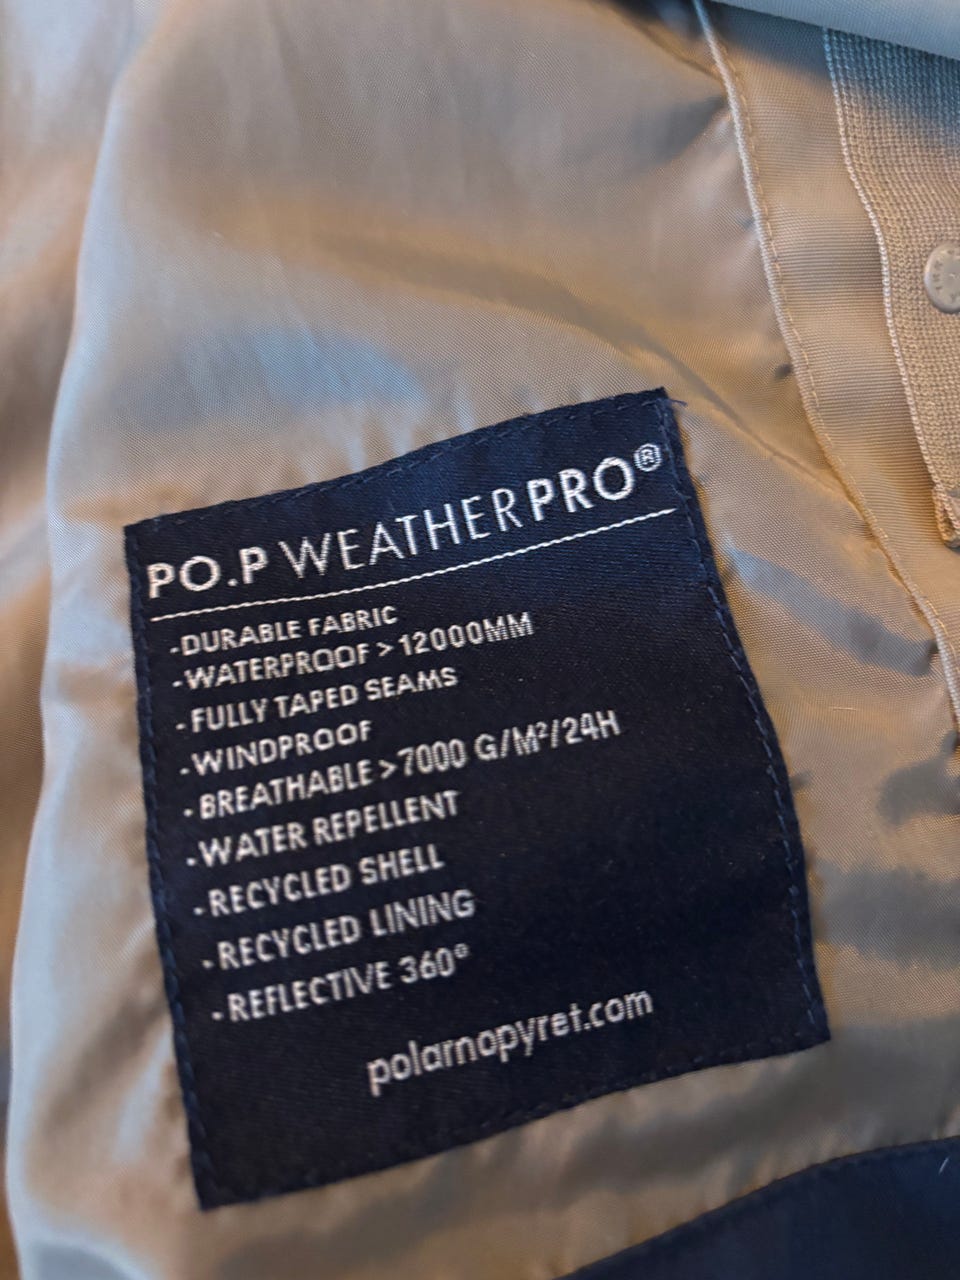 PO.P WEATHERPRO®
-DURABLE FABRIC
-WATERPROOF > 12000MM
-FULLY TAPED SEAMS
-WINDPROOF
-BREATHABLE >7000 G/M²/24H
-WATER REPELLENT
-RECYCLED SHELL
-RECYCLED LINING
-REFLECTIVE 360°
polarnopyret.com